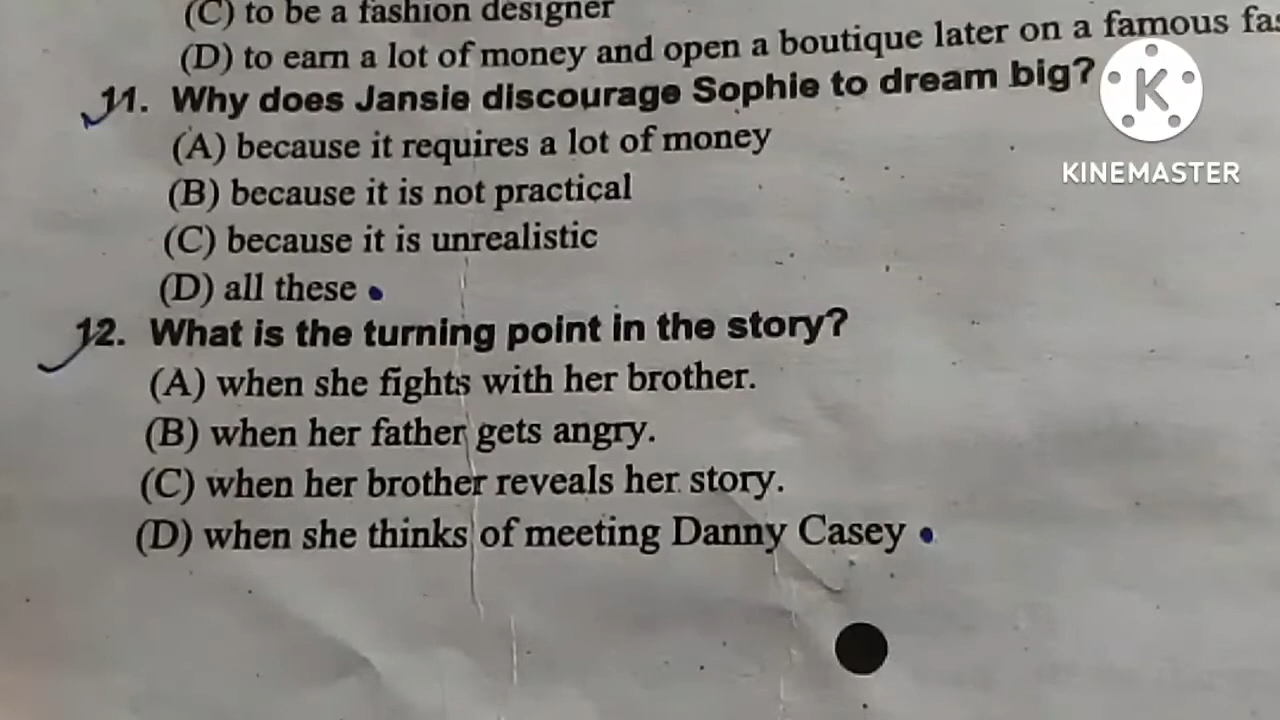 (C) to be a fashion designer
(D) to earn a lot of money and open a boutique later on a famous
11. Why does Jansie discourage Sophie to dream big?
(A) because it requires a lot of money
(B) because it is not practical
(C) because it is unrealistic
(D) all these
12. What is the turning point in the story?
(A) when she fights with her brother.
(B) when her father gets angry.
(C) when her brother reveals her story.
(D) when she thinks of meeting Danny Casey
K
KINEMASTER